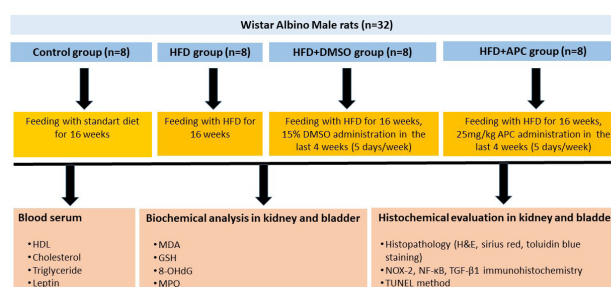 Wistar Albino Male rats (n=32)
Control group (n=8)
HFD group (n=8)
HFD+DMSO group (n=8)
HFD+APC group (n=8)
Feeding with standart diet
for 16 weeks
Feeding with HFD for
16 weeks
Feeding with HFD for 16 weeks,
15% DMSO administration in the
last 4 weeks (5 days/week)
Feeding with HFD for 16 weeks,
25mg/kg APC administration in the
last 4 weeks (5 days/week)
Blood serum
• HDL
• Cholesterol
• Triglyceride
• Leptin
Biochemical analysis in kidney and bladder
• MDA
• GSH
• 8-OHdG
• MPO
Histochemical evaluation in kidney and bladde
• Histopathology (H&E, sirius red, toluidin blue
staining)
• NOX-2, NF-κB, TGF-β1 immunohistochemistry
• TUNEL method